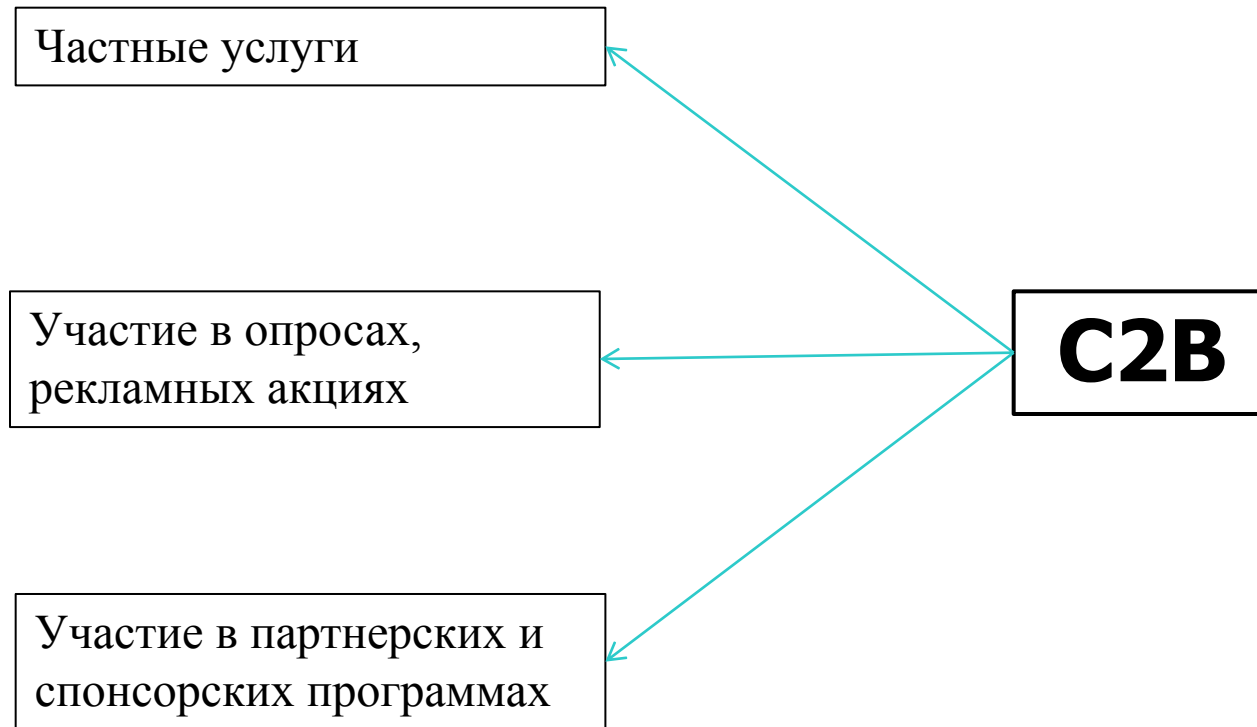 Частные услуги
Участие в опросах,
рекламных акциях
C2B
Участие в партнерских и
спонсорских программах